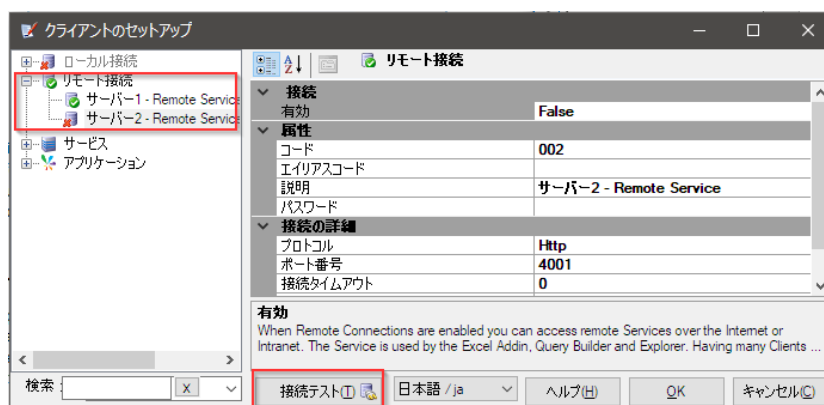 クライアントのセットアップ
ローカル接続
リモート接続
サーバー1 - Remote Service
サーバー2 - Remote Service
サービス
アプリケーション
検索 :
X
リモート接続
接続
有効 False
属性
コード 002
エイリアスコード
説明 サーバー2 - Remote Service
パスワード
接続の詳細
プロトコル Http
ポート番号 4001
接続タイムアウト 0
有効
When Remote Connections are enabled you can access remote Services over the Internet or
Intranet. The Service is used by the Excel Addin, Query Builder and Explorer. Having many Clients ...
接続テスト(T)
日本語 / ja
ヘルプ(H)
OK
キャンセル(C)